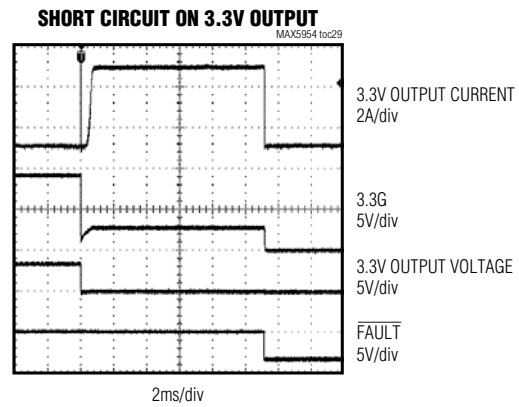 SHORT CIRCUIT ON 3.3V OUTPUT
MAX5954 toc29
3.3V OUTPUT CURRENT
2A/div
3.3G
5V/div
3.3V OUTPUT VOLTAGE
5V/div
FAULT
5V/div
2ms/div